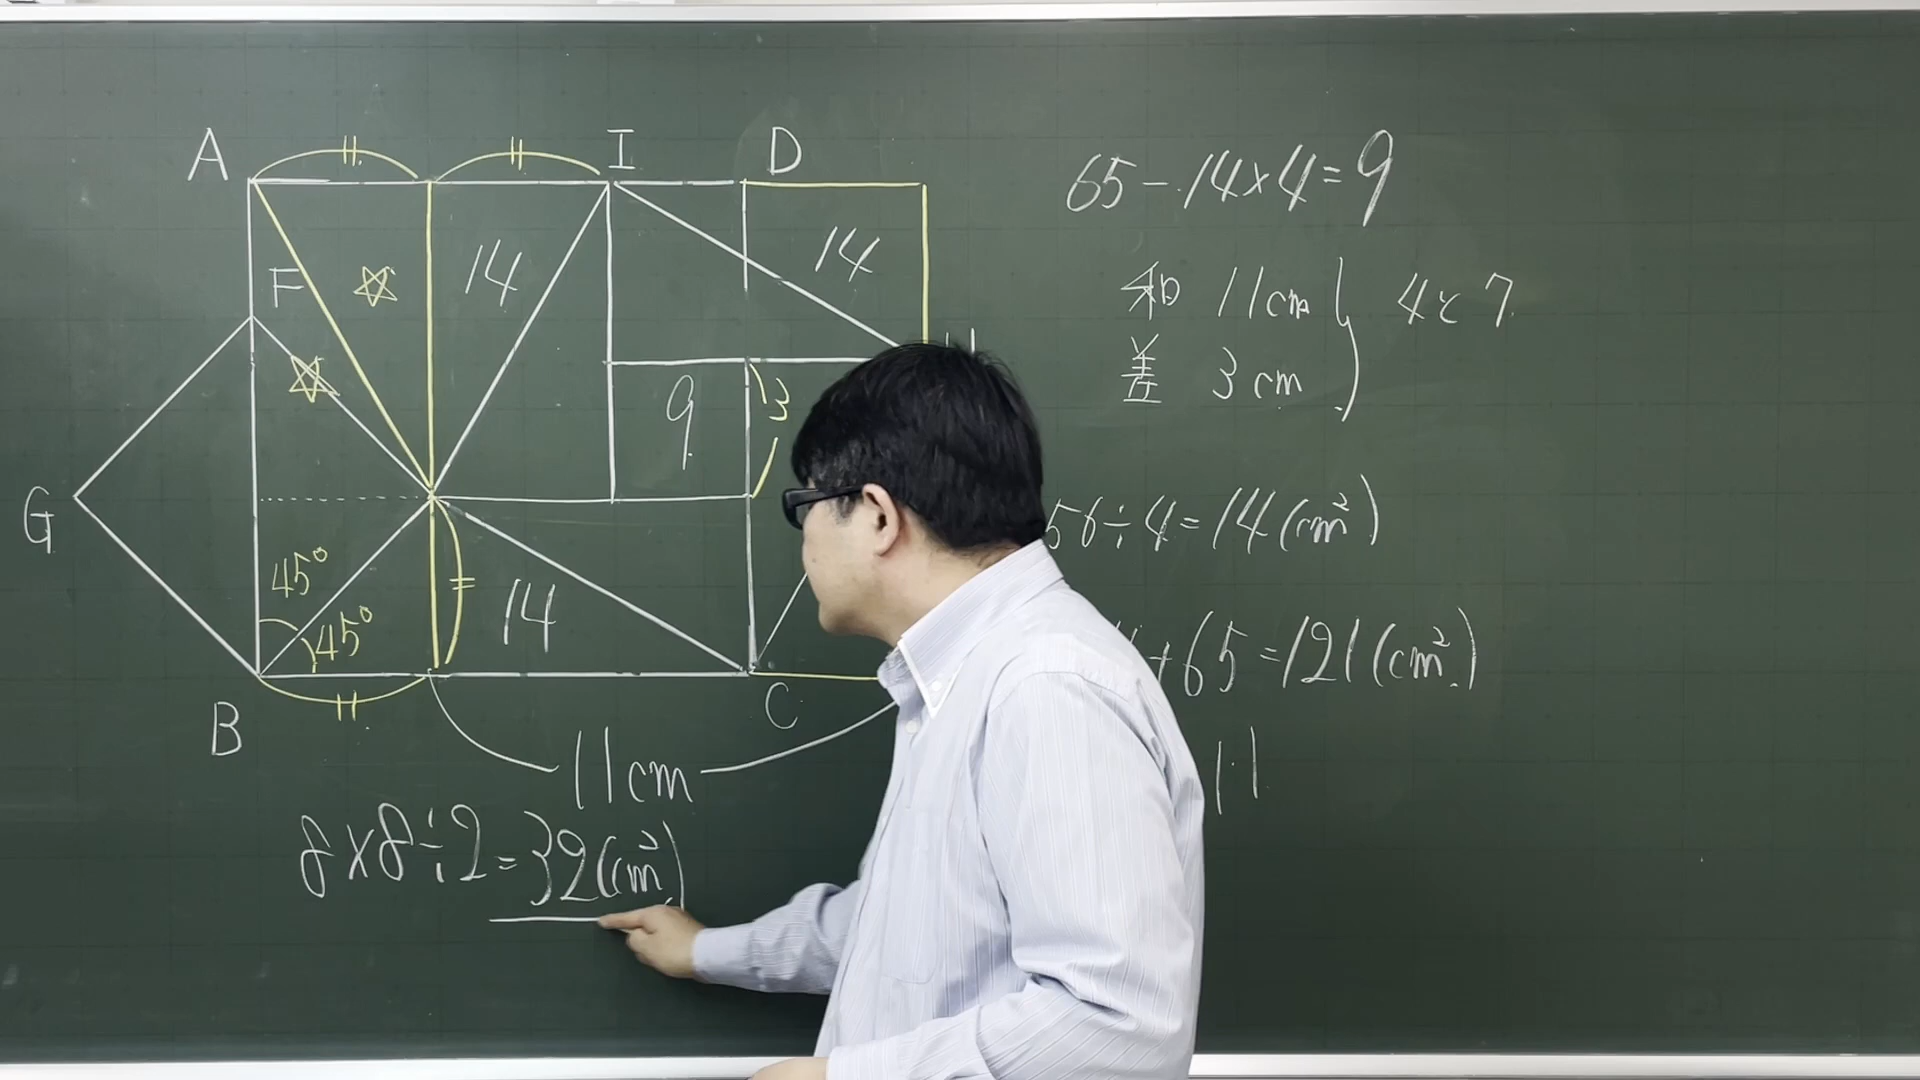 A
I
D
F
☆
14
14
☆
9
3
G
45°
45°
14
B
C
11cm
8×8÷2=32(cm²)
65-14×4=9
和 11cm
差 3cm
4と7
56÷4=14(cm²)
+65=121(cm²)
11